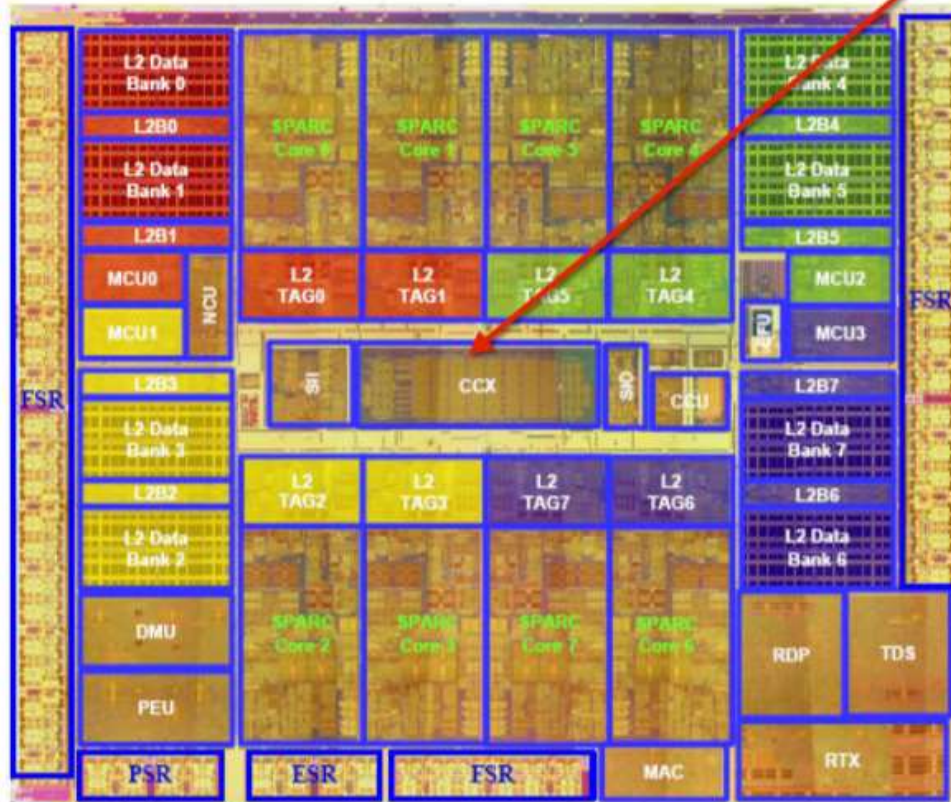 L2 Data
Bank 0
L2B0
L2 Data
Bank 1
L2B1
MCU0
MCU1
NCU
SPARC
Core 0
SPARC
Core 1
SPARC
Core 5
SPARC
Core 4
L2 Data
Bank 4
L2B4
L2 Data
Bank 5
L2B5
MCU2
EFU
MCU3
FSR
L2
TAG0
L2
TAG1
L2
TAG5
L2
TAG4
SII
CCX
SIO
CCU
FSR
L2B3
L2 Data
Bank 3
L2B2
L2 Data
Bank 2
DMU
PEU
L2
TAG2
L2
TAG3
L2
TAG7
L2
TAG6
SPARC
Core 2
SPARC
Core 3
SPARC
Core 7
SPARC
Core 6
L2B7
L2 Data
Bank 7
L2B6
L2 Data
Bank 6
RDP
TDS
RTX
PSR
ESR
FSR
MAC